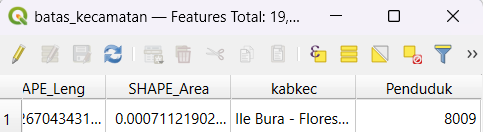 batas_kecamatan — Features Total: 19,...
APE_Leng SHAPE_Area kabkec Penduduk
1 267043431... 0.00071121902... Ile Bura - Flores... 8009